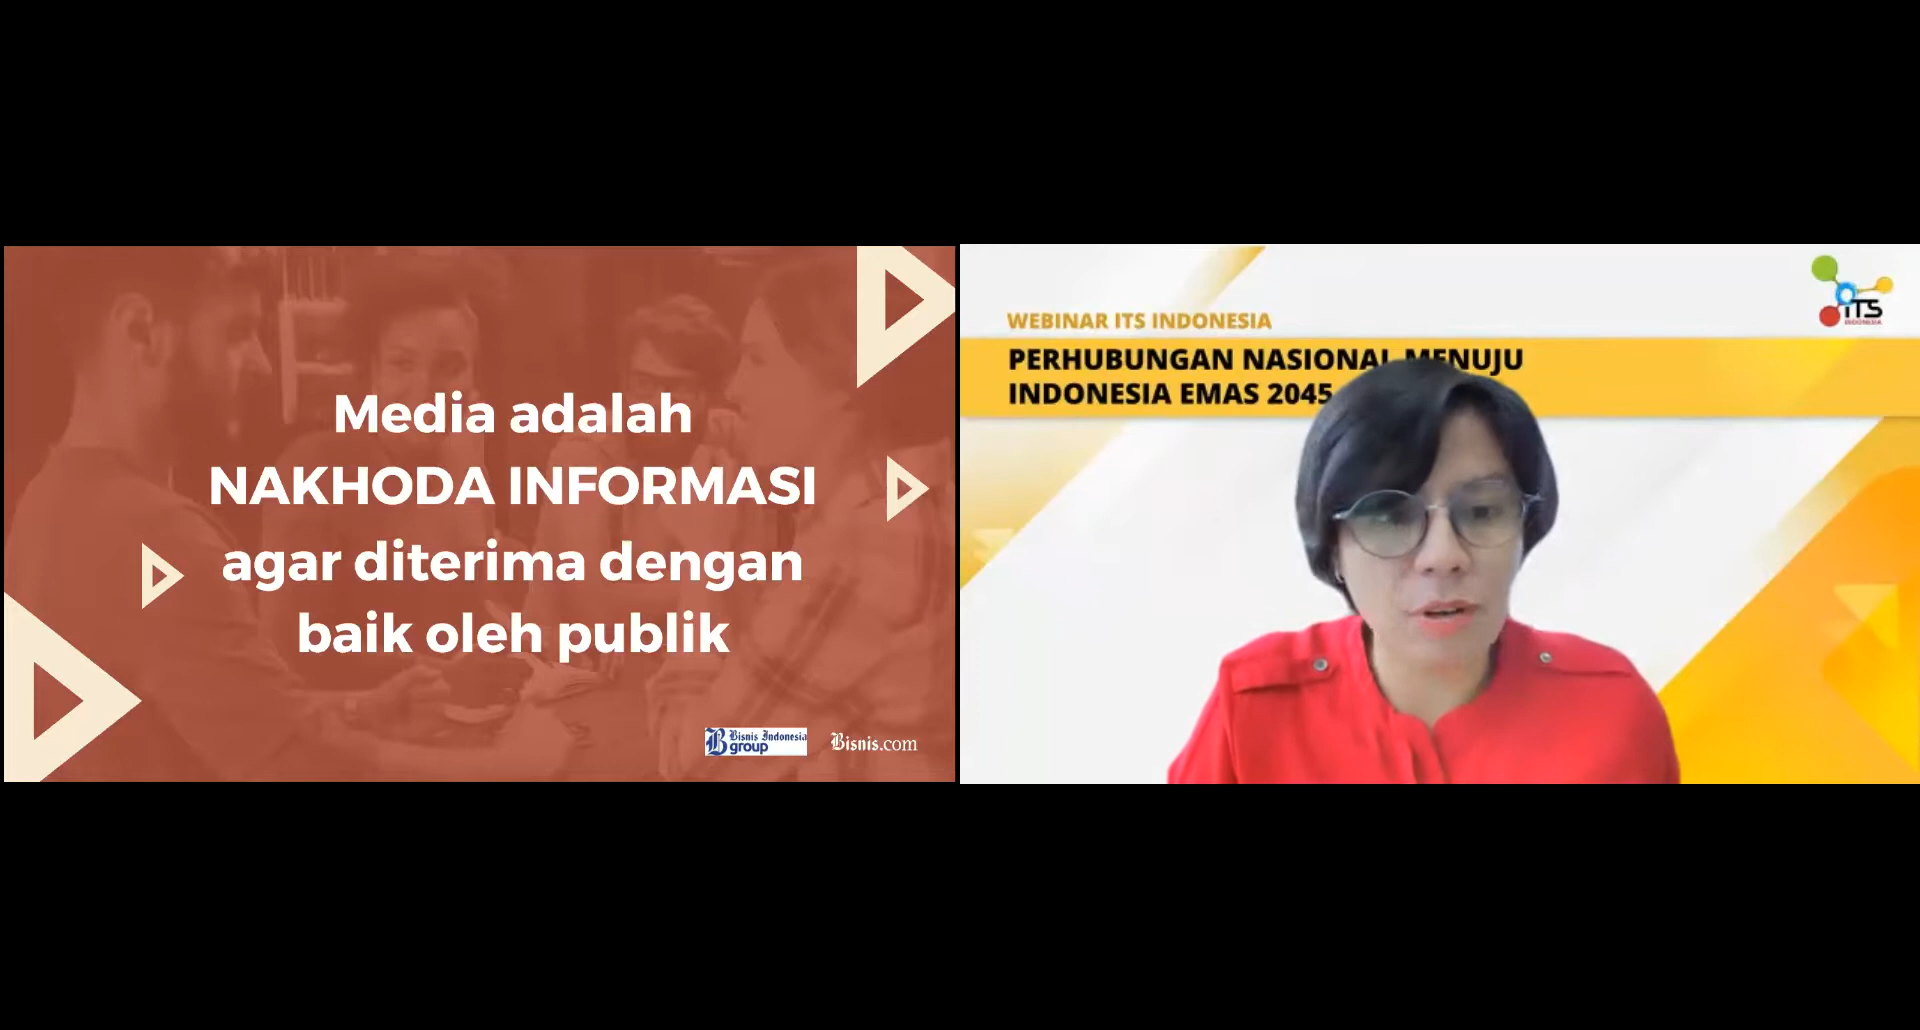 Media adalah
NAKHODA INFORMASI
agar diterima dengan
baik oleh publik
Bisnis Indonesia
group
Bisnis.com
WEBINAR ITS INDONESIA
PERHUBUNGAN NASIONAL MENUJU
INDONESIA EMAS 2045
iTS
INDONESIA